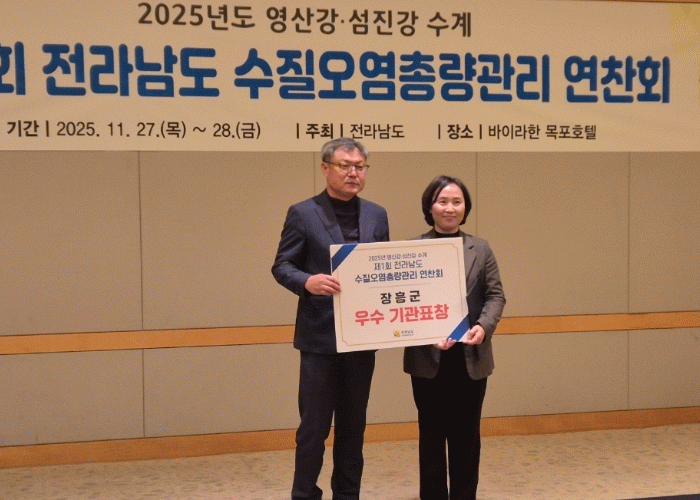 2025년도 영산강·섬진강 수계
회 전라남도 수질오염총량관리 연찬회
기간 | 2025. 11. 27.(목) ~ 28.(금) | 주최 | 전라남도 | 장소 | 바이라한 목포호텔
2025년 영산강·섬진강 수계
제1회 전라남도
수질오염총량관리 연찬회
장흥군
우수 기관표창